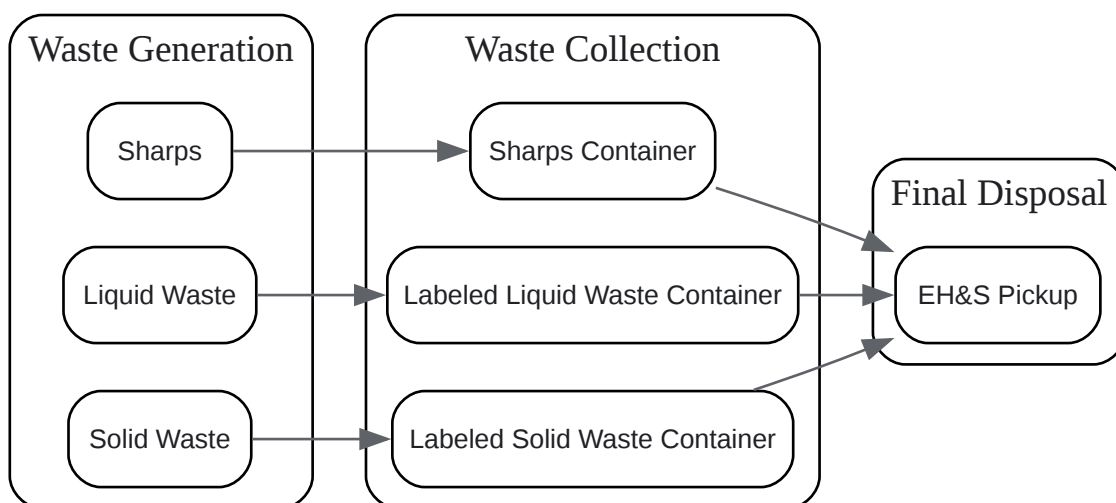 Waste Generation
Sharps
Liquid Waste
Solid Waste
Waste Collection
Sharps Container
Labeled Liquid Waste Container
Labeled Solid Waste Container
Final Disposal
EH&S Pickup